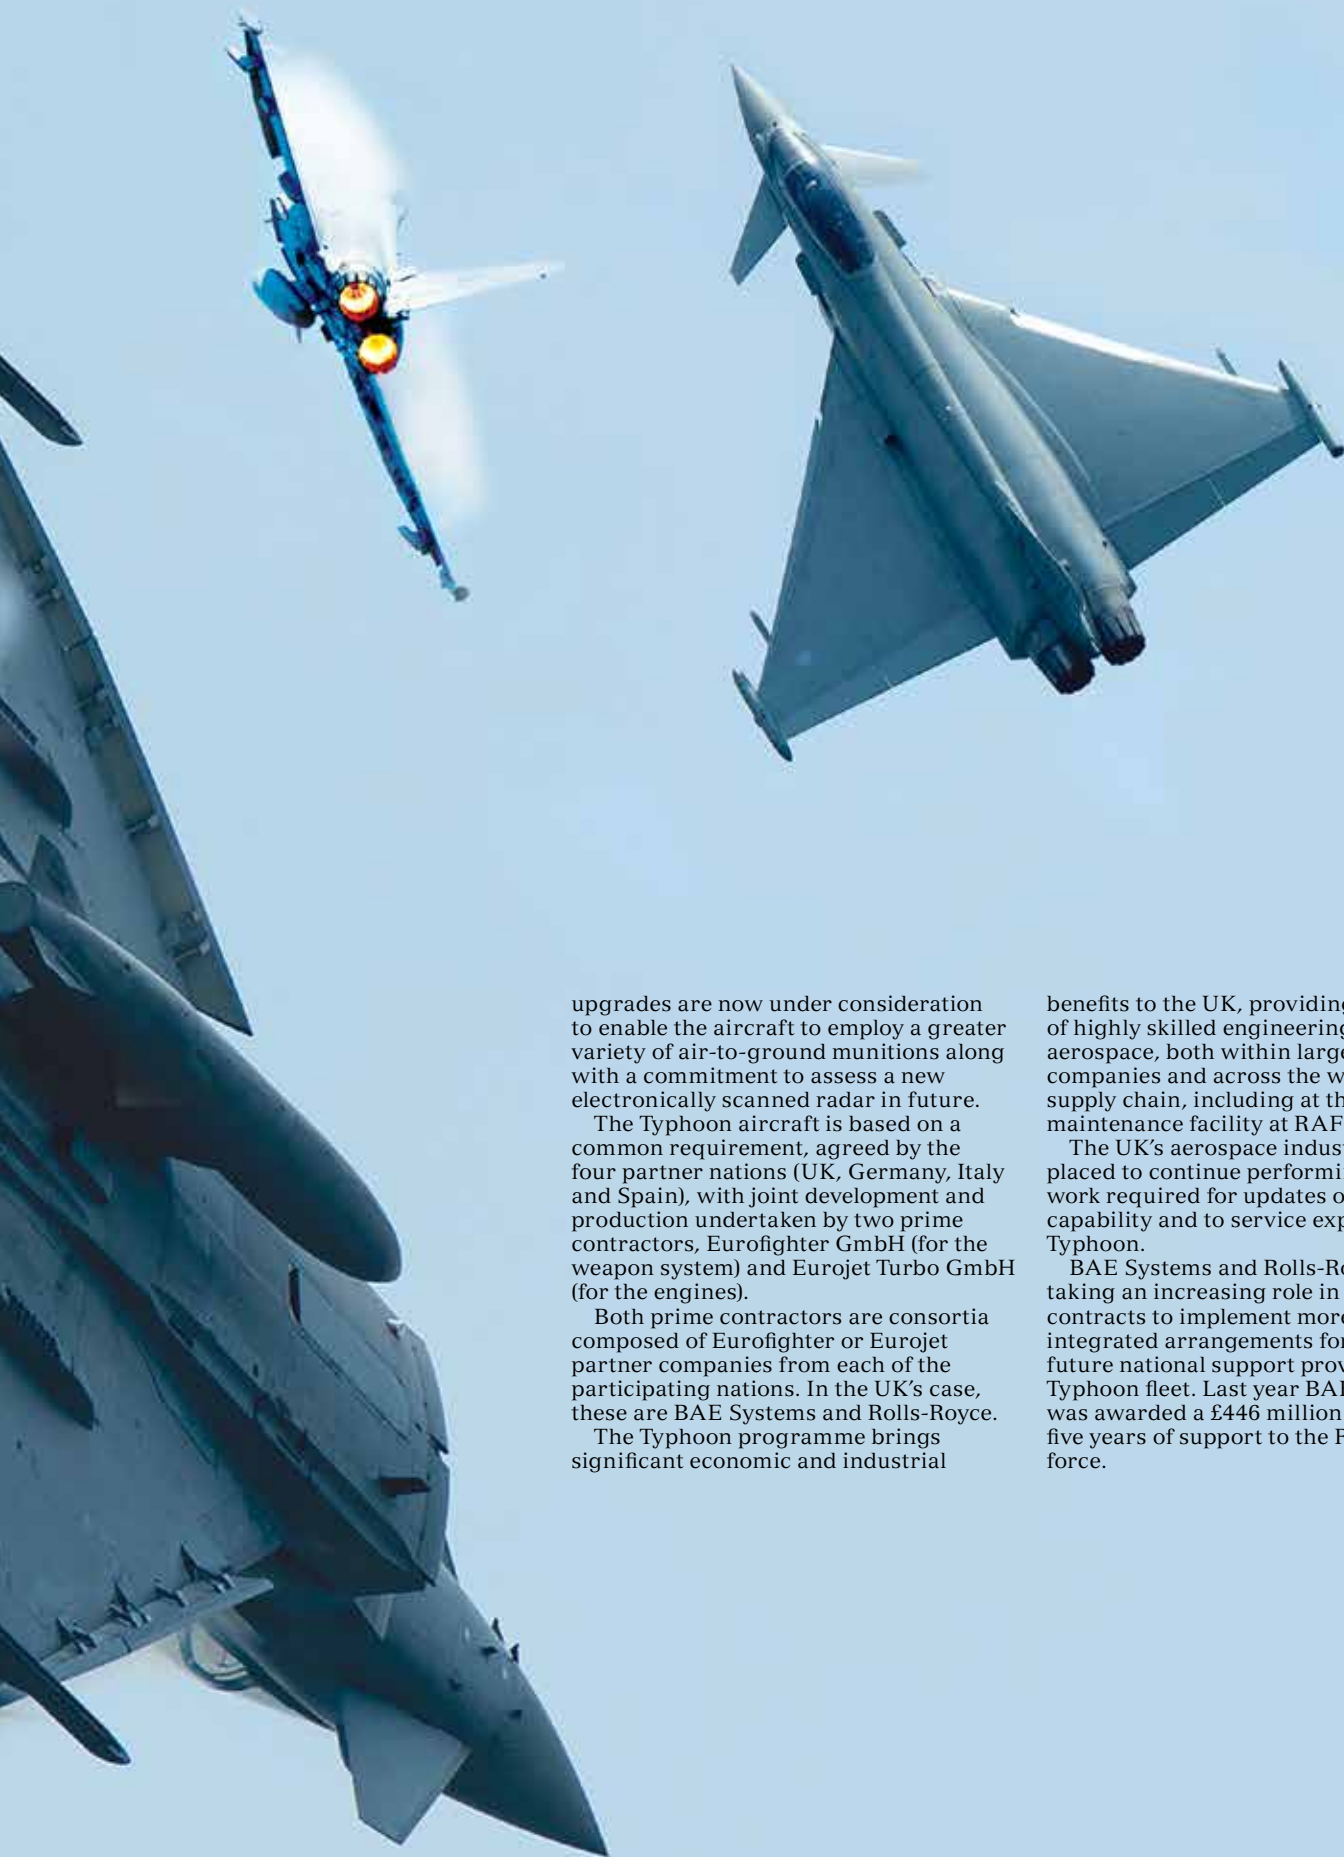 upgrades are now under consideration
to enable the aircraft to employ a greater
variety of air-to-ground munitions along
with a commitment to assess a new
electronically scanned radar in future.
The Typhoon aircraft is based on a
common requirement, agreed by the
four partner nations (UK, Germany, Italy
and Spain), with joint development and
production undertaken by two prime
contractors, Eurofighter GmbH (for the
weapon system) and Eurojet Turbo GmbH
(for the engines).
Both prime contractors are consortia
composed of Eurofighter or Eurojet
partner companies from each of the
participating nations. In the UK's case,
these are BAE Systems and Rolls-Royce.
The Typhoon programme brings
significant economic and industrial
benefits to the UK, providing
of highly skilled engineering
aerospace, both within large
companies and across the
supply chain, including at
maintenance facility at RAF
The UK's aerospace
placed to continue
work required for updates
capability and to service
Typhoon.
BAE Systems and
taking an increasing role in
contracts to implement more
integrated arrangements for
future national support
Typhoon fleet. Last year BAE
was awarded a £446 million
five years of support to the
force.